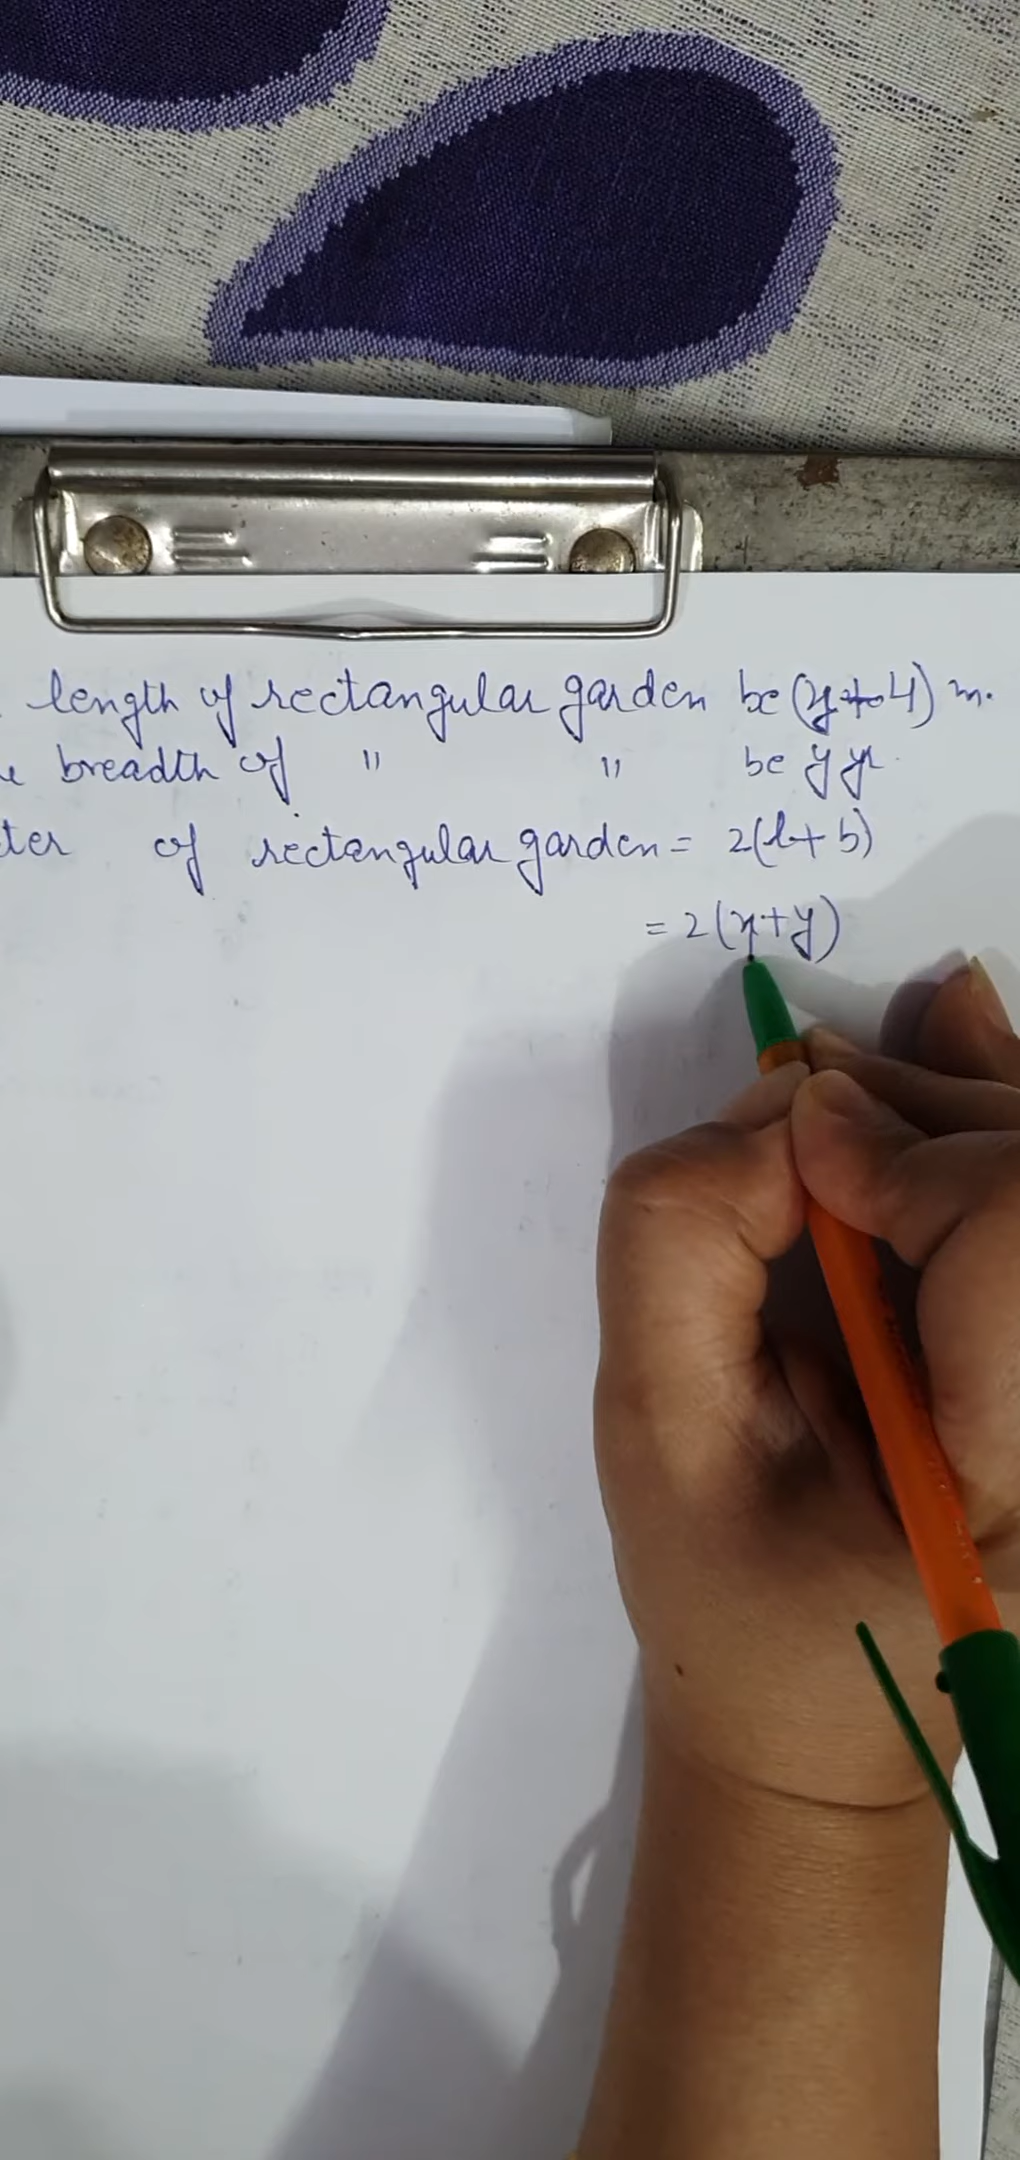 length of rectangular garden be (y+4) m.
breadth of " " be y
ter of rectangular garden = 2(l+b)
= 2(x+y)